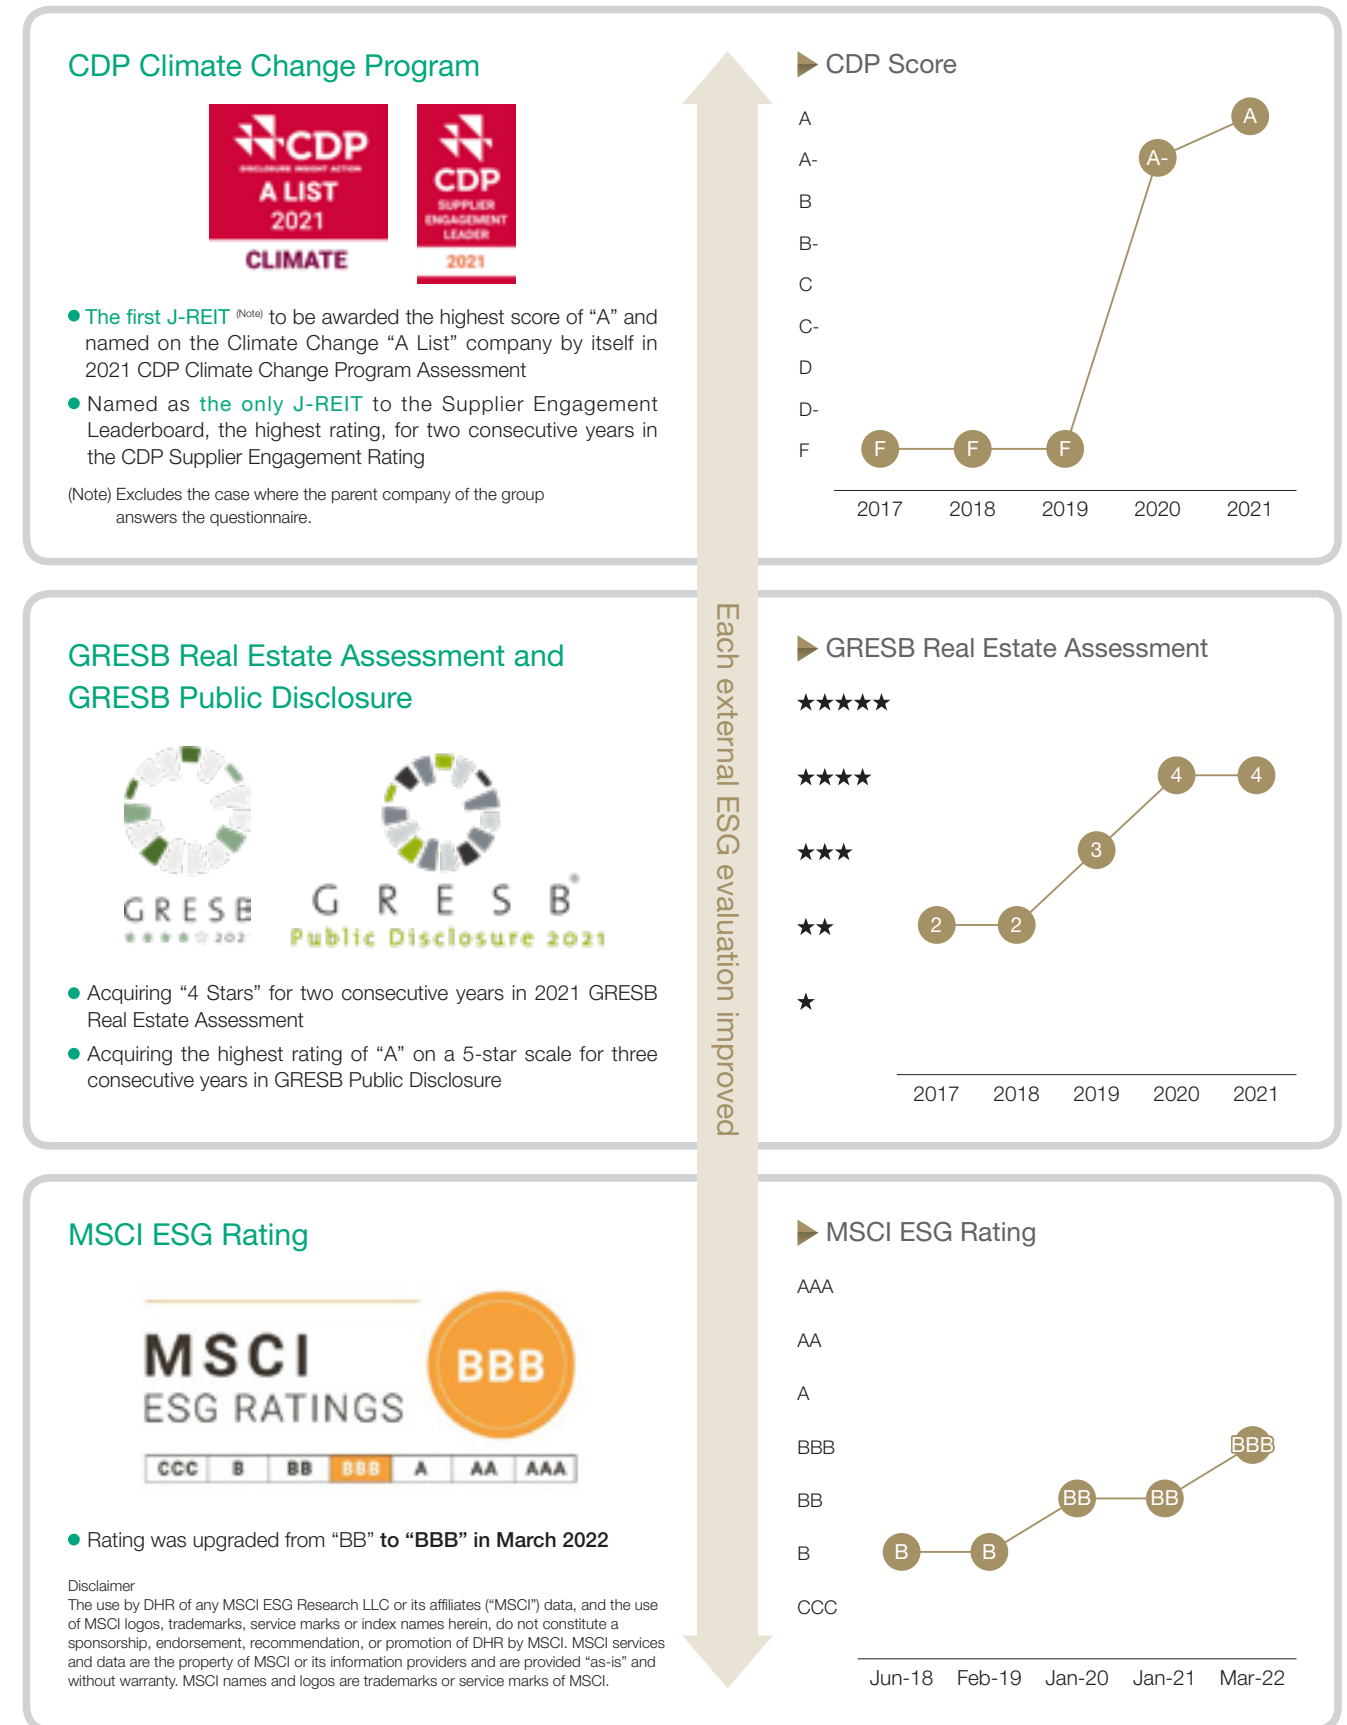 CDP Climate Change Program
CDP
DISCLOSURE INSIGHT ACTION
A LIST
2021
CLIMATE
CDP
SUPPLIER
ENGAGEMENT
LEADER
2021
● The first J-REIT (Note) to be awarded the highest score of “A” and
named on the Climate Change “A List” company by itself in
2021 CDP Climate Change Program Assessment
● Named as the only J-REIT to the Supplier Engagement
Leaderboard, the highest rating, for two consecutive years in
the CDP Supplier Engagement Rating
(Note) Excludes the case where the parent company of the group
answers the questionnaire.
CDP Score
A
A-
B
B-
C
C-
D
D-
F
F F F A- A
2017 2018 2019 2020 2021
Each external ESG evaluation improved
GRESB Real Estate Assessment and
GRESB Public Disclosure
GRESB
★★★★☆ 202
GRESB®
Public Disclosure 2021
● Acquiring “4 Stars” for two consecutive years in 2021 GRESB
Real Estate Assessment
● Acquiring the highest rating of “A” on a 5-star scale for three
consecutive years in GRESB Public Disclosure
GRESB Real Estate Assessment
★★★★★
★★★★
★★★
★★
★
2 2 3 4 4
2017 2018 2019 2020 2021
MSCI ESG Rating
MSCI
ESG RATINGS
BBB
CCC B BB BBB A AA AAA
● Rating was upgraded from “BB” to “BBB” in March 2022
Disclaimer
The use by DHR of any MSCI ESG Research LLC or its affiliates (“MSCI”) data, and the use
of MSCI logos, trademarks, service marks or index names herein, do not constitute a
sponsorship, endorsement, recommendation, or promotion of DHR by MSCI. MSCI services
and data are the property of MSCI or its information providers and are provided “as-is” and
without warranty. MSCI names and logos are trademarks or service marks of MSCI.
MSCI ESG Rating
AAA
AA
A
BBB
BB
B
CCC
B B BB BB BBB
Jun-18 Feb-19 Jan-20 Jan-21 Mar-22